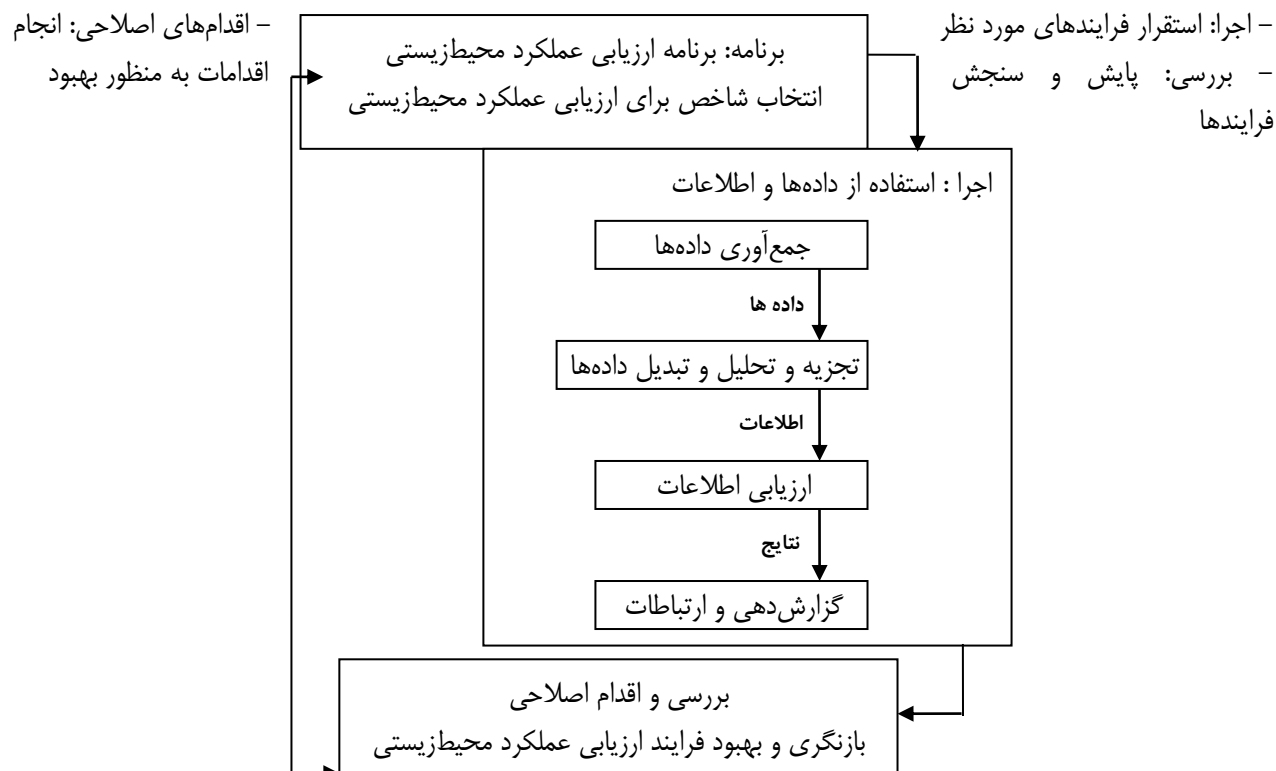 - اجرا: استقرار فرایندهای مورد نظر
- بررسی: پایش و سنجش
فرایندها
- اقدام‌های اصلاحی: انجام
اقدامات به منظور بهبود
برنامه: برنامه ارزیابی عملکرد محیط‌زیستی
انتخاب شاخص برای ارزیابی عملکرد محیط‌زیستی
اجرا : استفاده از داده‌ها و اطلاعات
جمع‌آوری داده‌ها
داده ها
تجزیه و تحلیل و تبدیل داده‌ها
اطلاعات
ارزیابی اطلاعات
نتایج
گزارش‌دهی و ارتباطات
بررسی و اقدام اصلاحی
بازنگری و بهبود فرایند ارزیابی عملکرد محیط‌زیستی